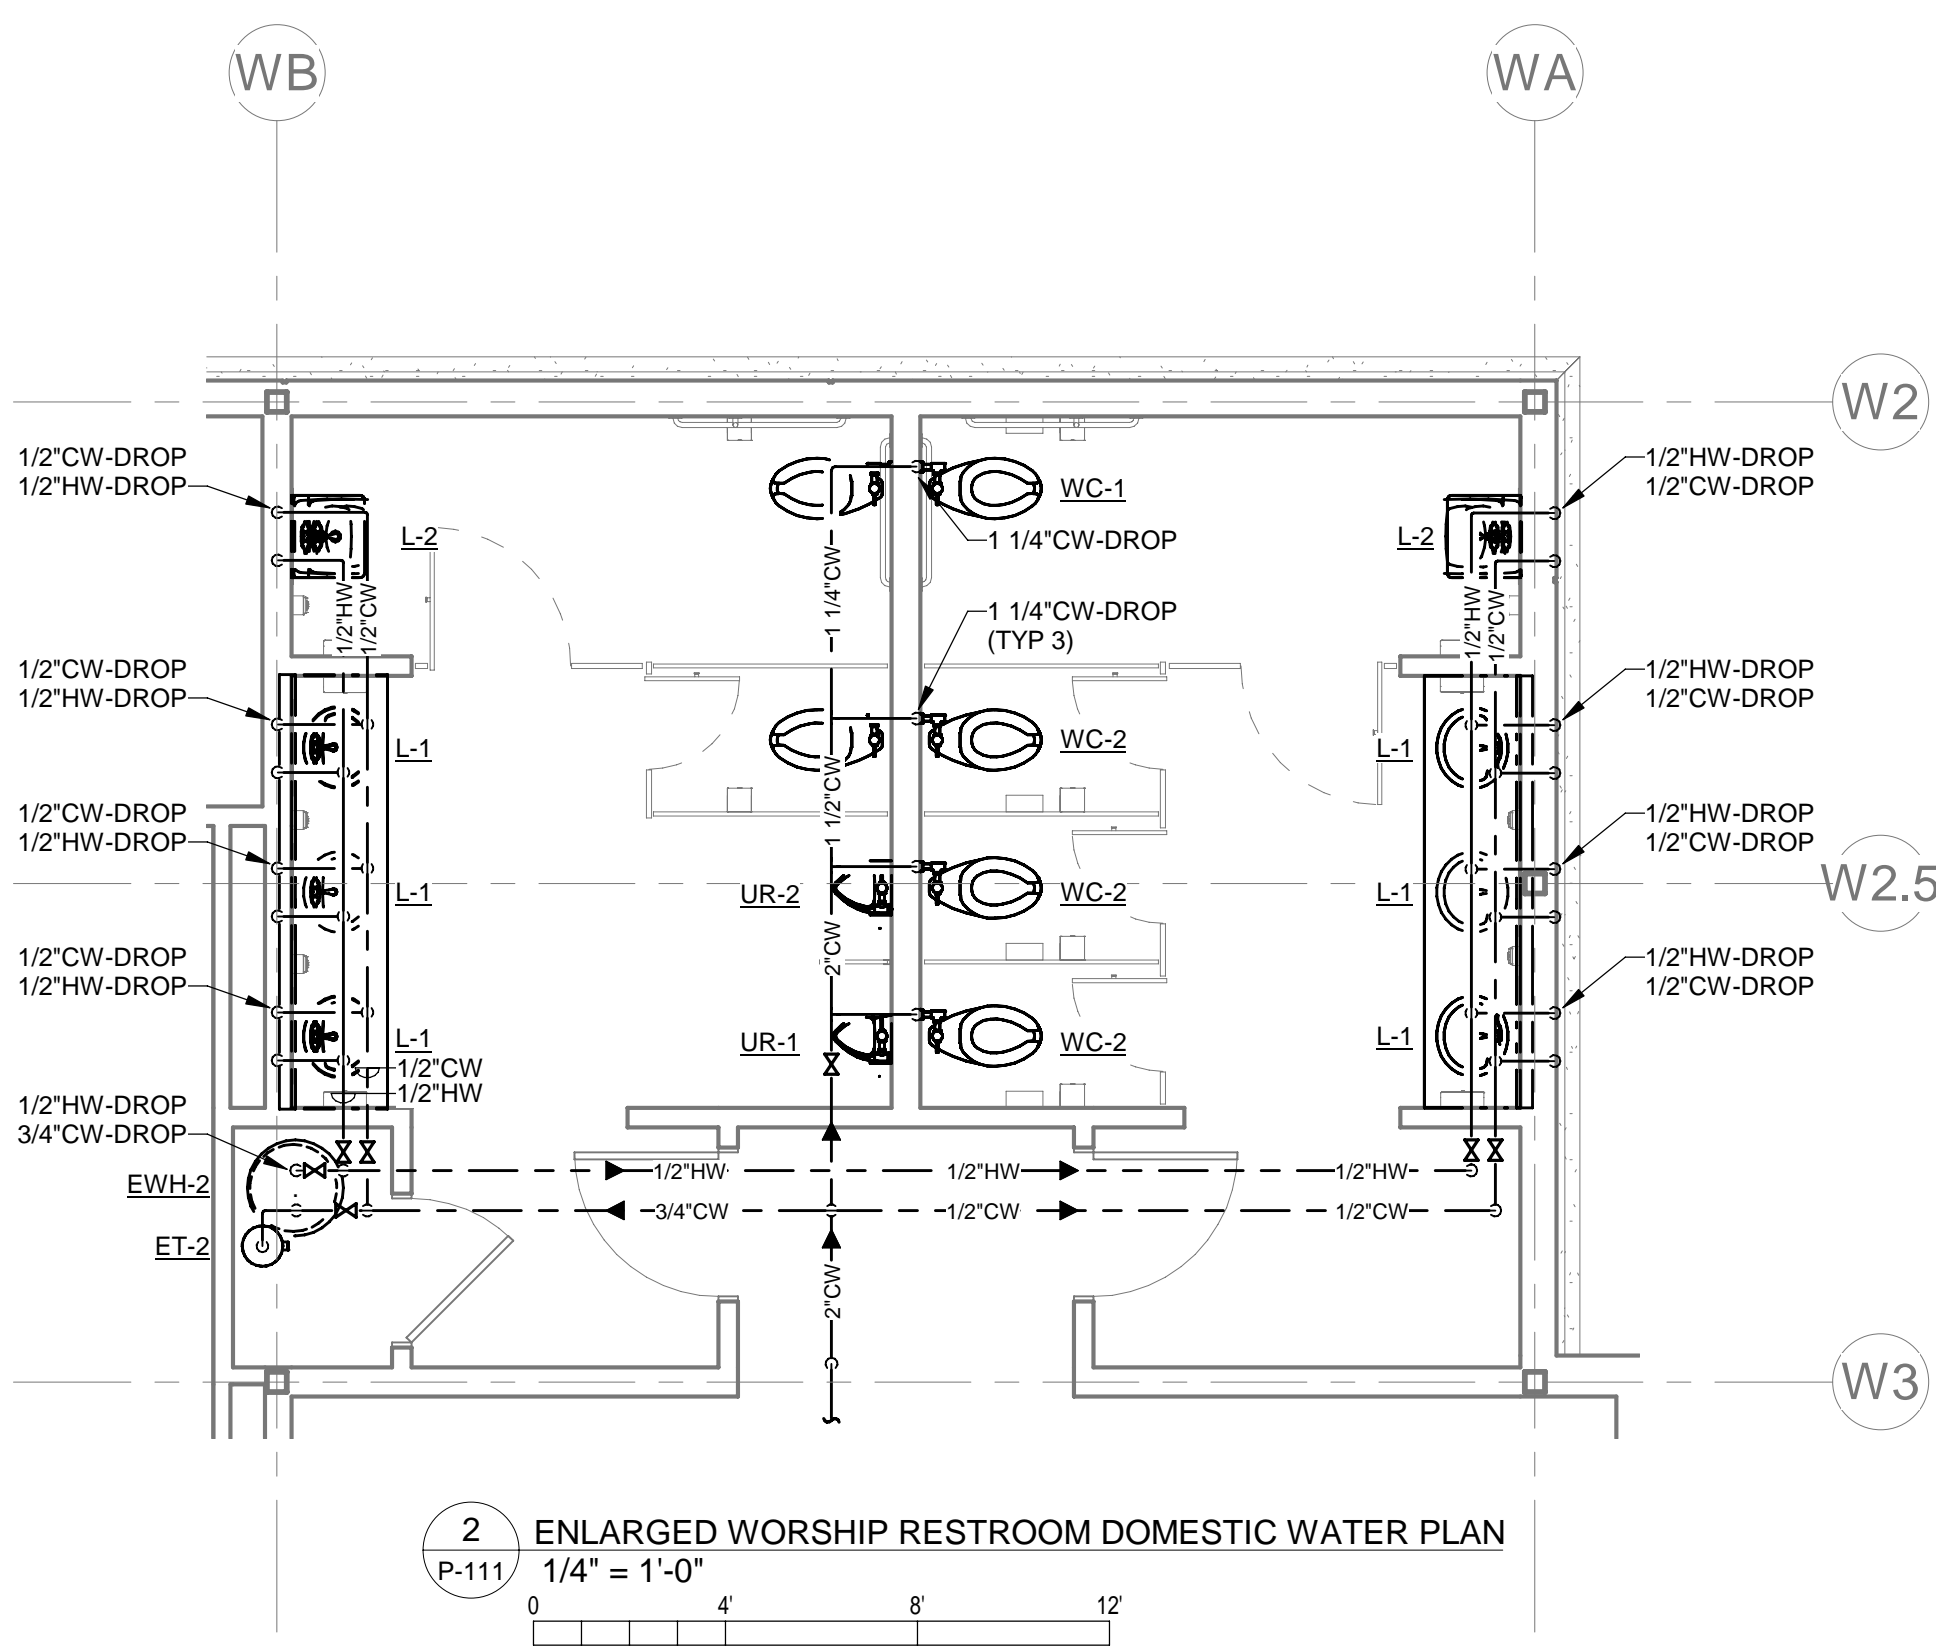 WB
WA
W2
1/2"CW-DROP
1/2"HW-DROP
1/2"HW-DROP
1/2"CW-DROP
WC-1
L-2
L-2
1 1/4"CW-DROP
1/2"HW
1/2"CW
1 1/4"CW
1/2"HW
1/2"CW
1 1/4"CW-DROP
(TYP 3)
1/2"CW-DROP
1/2"HW-DROP
1/2"HW-DROP
1/2"CW-DROP
L-1
WC-2
L-1
1 1/2"CW
1/2"CW-DROP
1/2"HW-DROP
1/2"HW-DROP
1/2"CW-DROP
L-1
UR-2
WC-2
L-1
W2.5
2"CW
1/2"CW-DROP
1/2"HW-DROP
1/2"HW-DROP
1/2"CW-DROP
L-1
UR-1
WC-2
L-1
1/2"CW
1/2"HW
1/2"HW-DROP
3/4"CW-DROP
1/2"HW
1/2"HW
1/2"HW
EWH-2
3/4"CW
1/2"CW
1/2"CW
ET-2
2"CW
W3
2
P-111
ENLARGED WORSHIP RESTROOM DOMESTIC WATER PLAN
1/4" = 1'-0"
0 4' 8' 12'